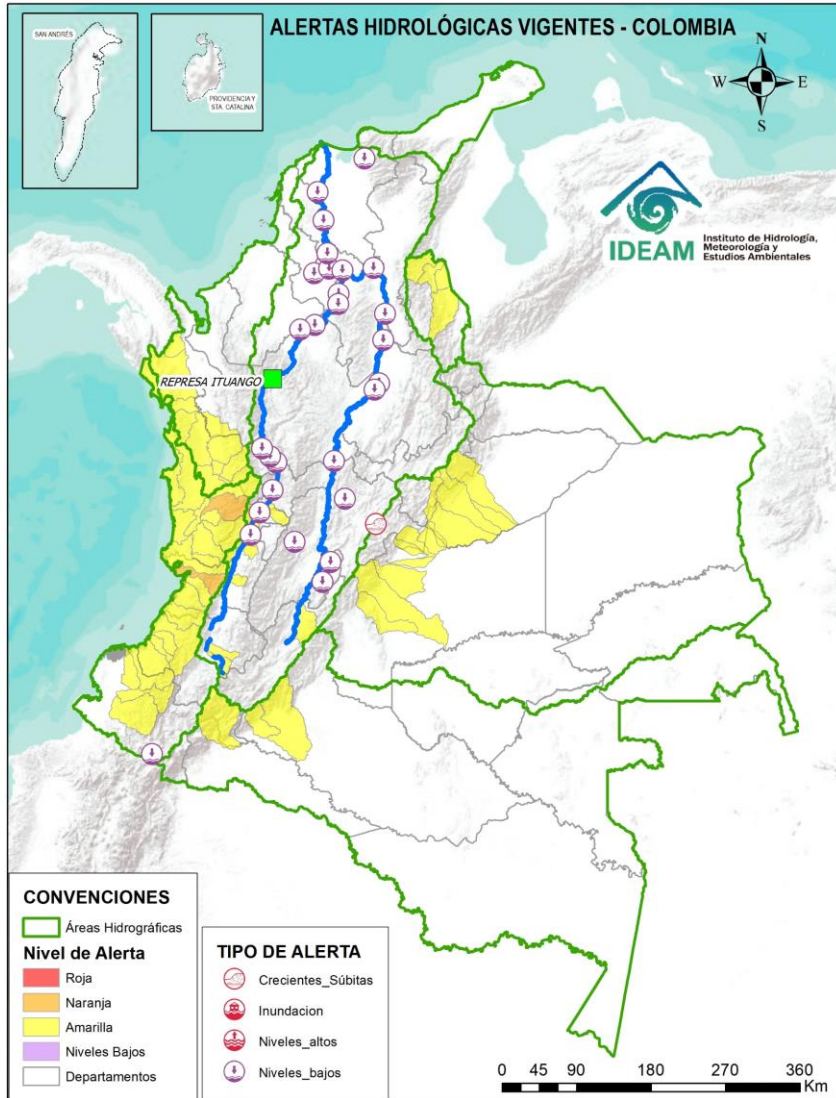 ALERTAS HIDROLÓGICAS VIGENTES - COLOMBIA
SAN ANDRÉS
PROVIDENCIA Y
STA. CATALINA
N
W
E
S
IDEAM
Instituto de Hidrología,
Meteorología y
Estudios Ambientales
REPRESA ITUANGO
CONVENCIONES
Áreas Hidrográficas
Nivel de Alerta
Roja
Naranja
Amarilla
Niveles Bajos
Departamentos
TIPO DE ALERTA
Crecientes_Súbitas
Inundacion
Niveles_altos
Niveles_bajos
0 45 90 180 270 360
Km